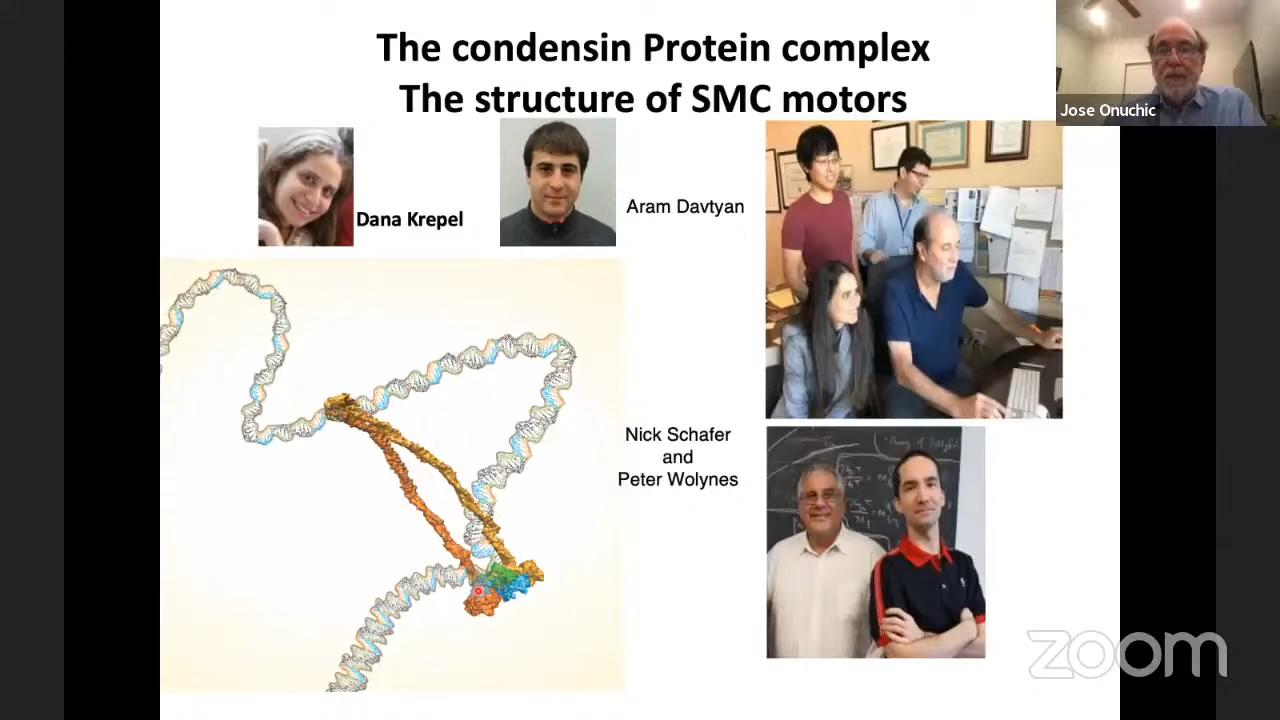 The condensin Protein complex
The structure of SMC motors
Jose Onuchic
Dana Krepel
Aram Davtyan
Nick Schafer
and
Peter Wolynes
zoom